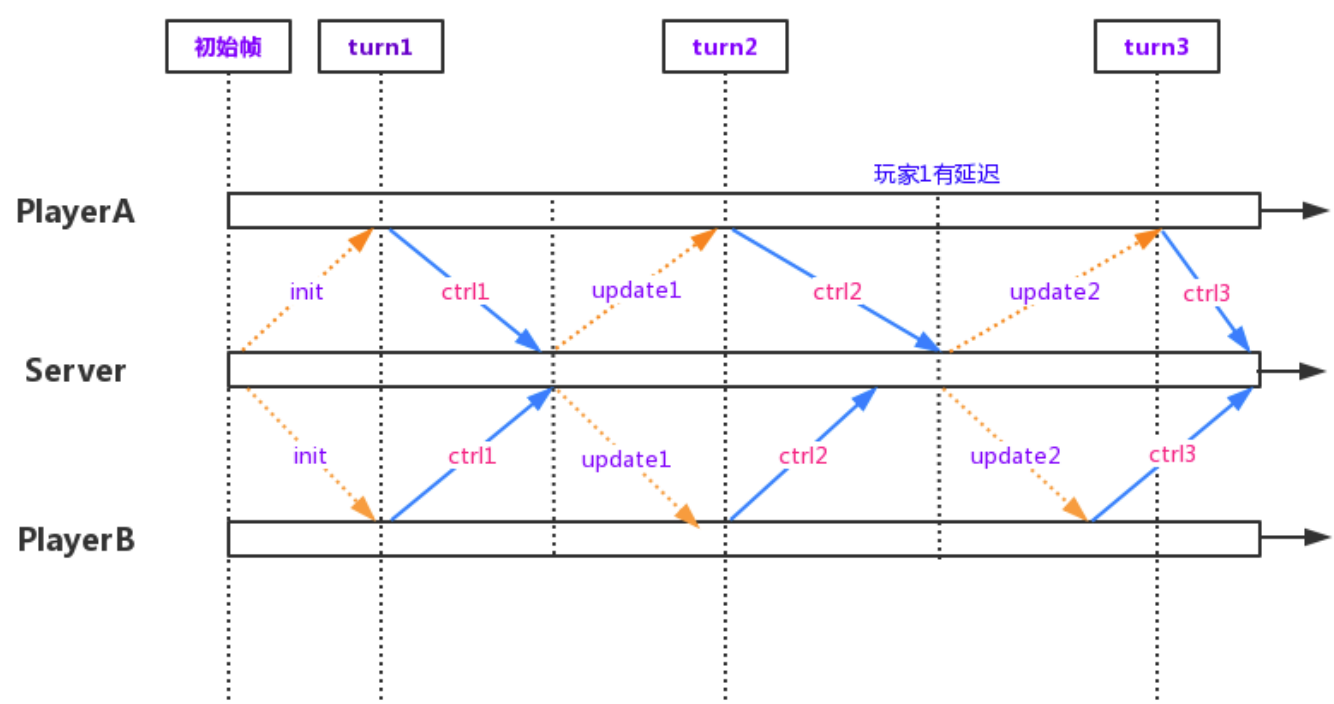 初始帧
turn1
turn2
turn3
玩家1有延迟
PlayerA
init
ctrl1
update1
ctrl2
update2
ctrl3
Server
init
ctrl1
update1
ctrl2
update2
ctrl3
PlayerB